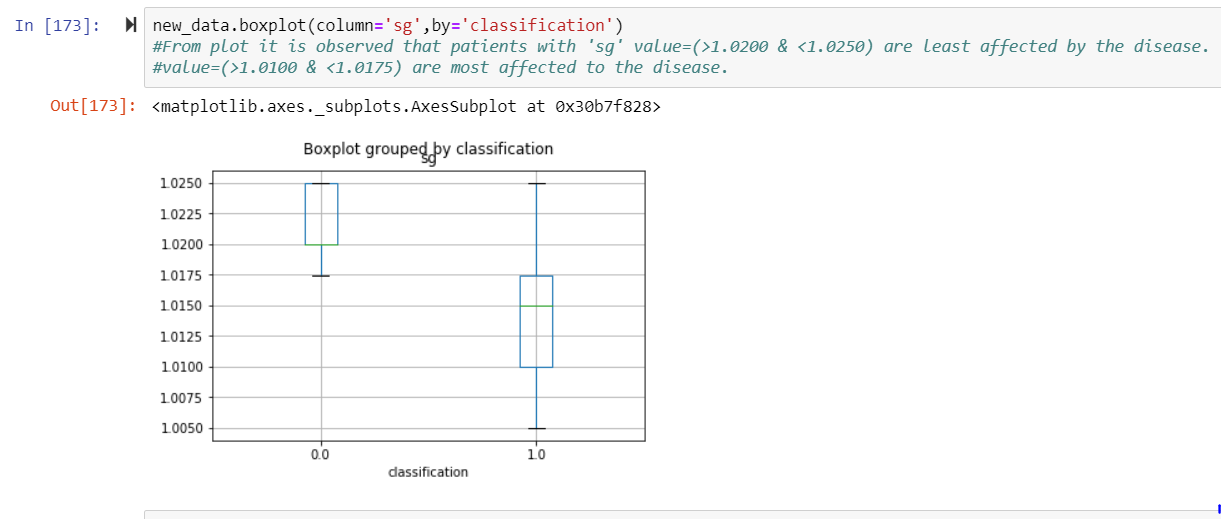 In [173]:
new_data.boxplot(column='sg',by='classification')
#From plot it is observed that patients with 'sg' value=(>1.0200 & <1.0250) are least affected by the disease.
#value=(>1.0100 & <1.0175) are most affected to the disease.
Out[173]: <matplotlib.axes._subplots.AxesSubplot at 0x30b7f828>
Boxplot grouped by classification
sg
1.0250
1.0225
1.0200
1.0175
1.0150
1.0125
1.0100
1.0075
1.0050
0.0 1.0
classification